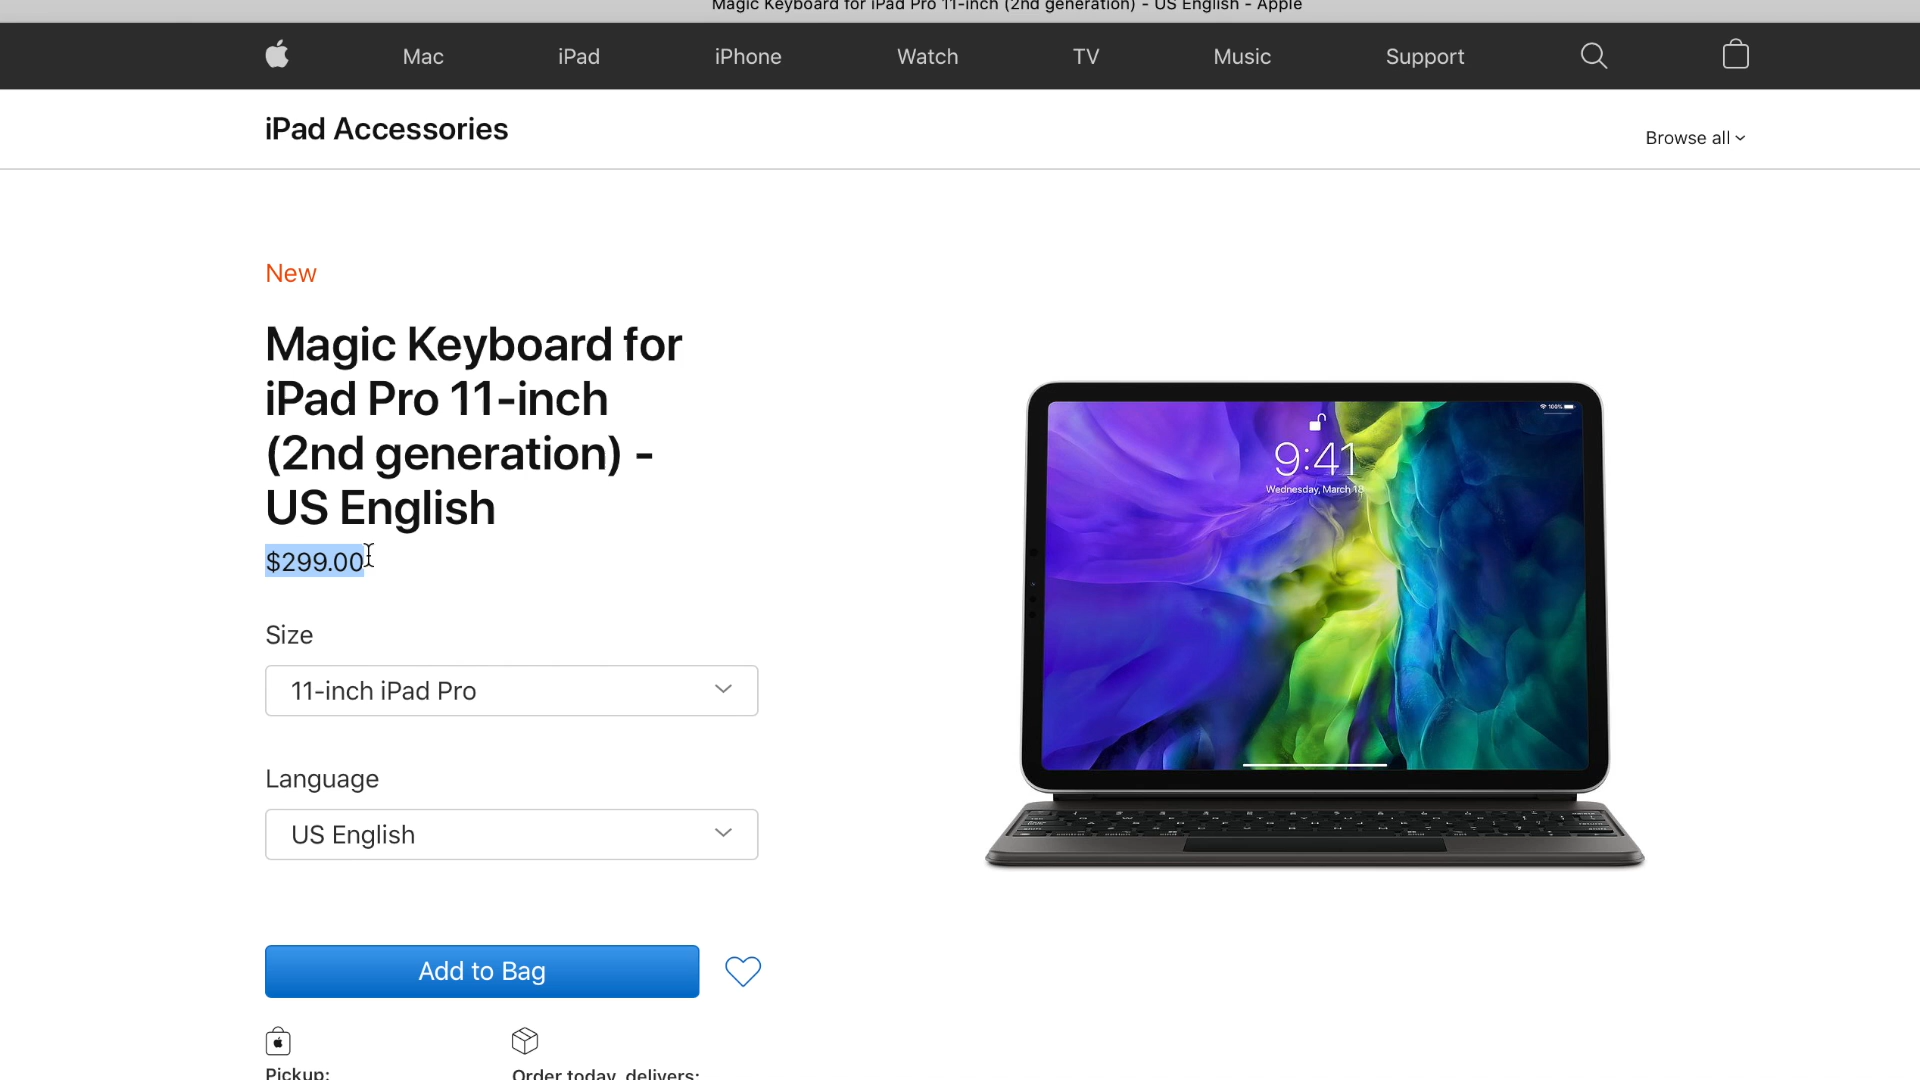 Magic Keyboard for iPad Pro 11-inch (2nd generation) - US English - Apple
Mac iPad iPhone Watch TV Music Support
iPad Accessories
Browse all
New
Magic Keyboard for
iPad Pro 11-inch
(2nd generation) -
US English
$299.00
Size
11-inch iPad Pro
Language
US English
Add to Bag
Pickup:
Order today, delivers:
100%
9:41
Wednesday, March 18